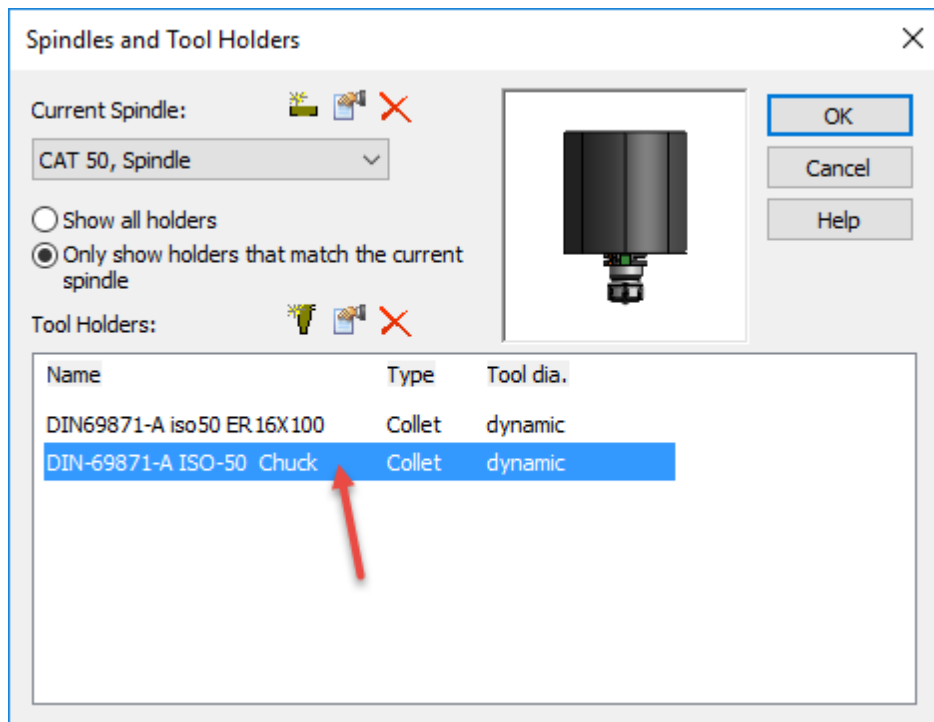 Spindles and Tool Holders
Current Spindle:
CAT 50, Spindle
Show all holders
Only show holders that match the current
spindle
Tool Holders:
OK
Cancel
Help
Name Type Tool dia.
DIN69871-A iso50 ER16X100 Collet dynamic
DIN-69871-A ISO-50  Chuck Collet dynamic